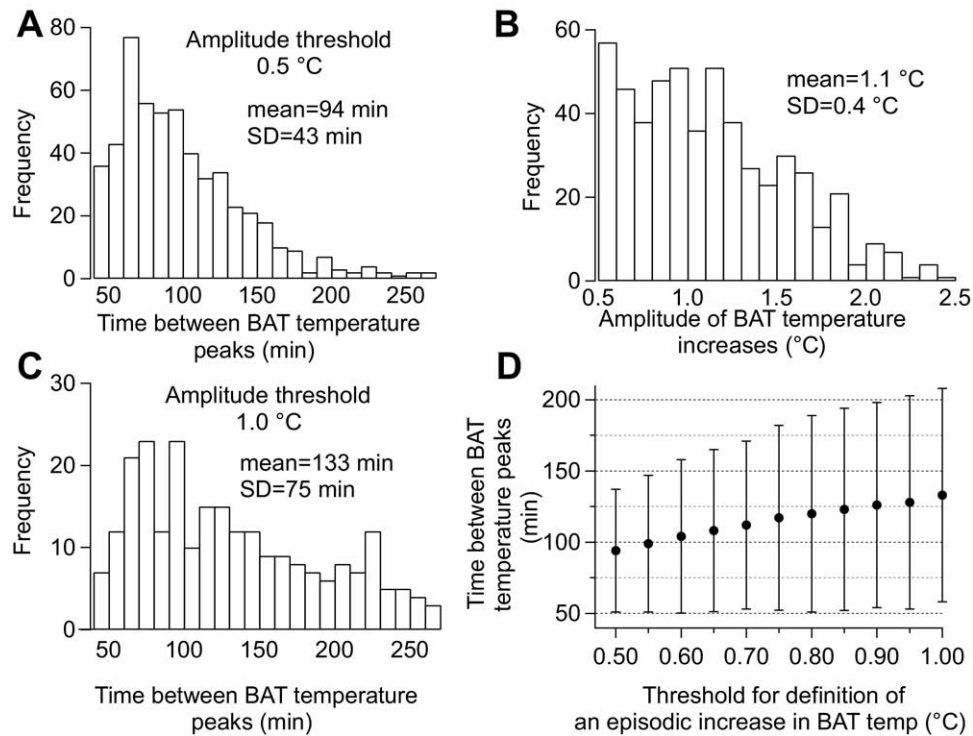 A
80
60
40
20
0
Frequency
Amplitude threshold
0.5 °C
mean=94 min
SD=43 min
50 100 150 200 250
Time between BAT temperature
peaks (min)
B
60
40
20
0
Frequency
mean=1.1 °C
SD=0.4 °C
0.5 1.0 1.5 2.0 2.5
Amplitude of BAT temperature
increases (°C)
C
30
20
10
0
Frequency
Amplitude threshold
1.0 °C
mean=133 min
SD=75 min
50 100 150 200 250
Time between BAT temperature
peaks (min)
D
200
150
100
50
Time between BAT
temperature peaks
(min)
0.50 0.60 0.70 0.80 0.90 1.00
Threshold for definition of
an episodic increase in BAT temp (°C)